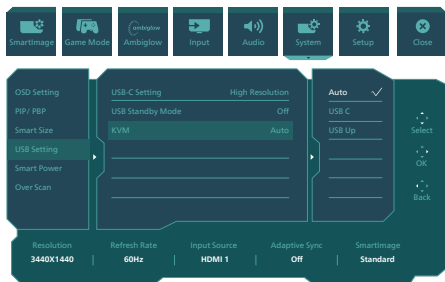 SmartImage Game Mode Ambiglow Input Audio System Setup Close
ambiglow
OSD Setting
PIP/ PBP
Smart Size
USB Setting
Smart Power
Over Scan
USB-C Setting High Resolution
USB Standby Mode Off
KVM Auto
Auto
USB C
USB Up
Select
OK
Back
Resolution Refresh Rate Input Source Adaptive Sync SmartImage
3440X1440 60Hz HDMI 1 Off Standard